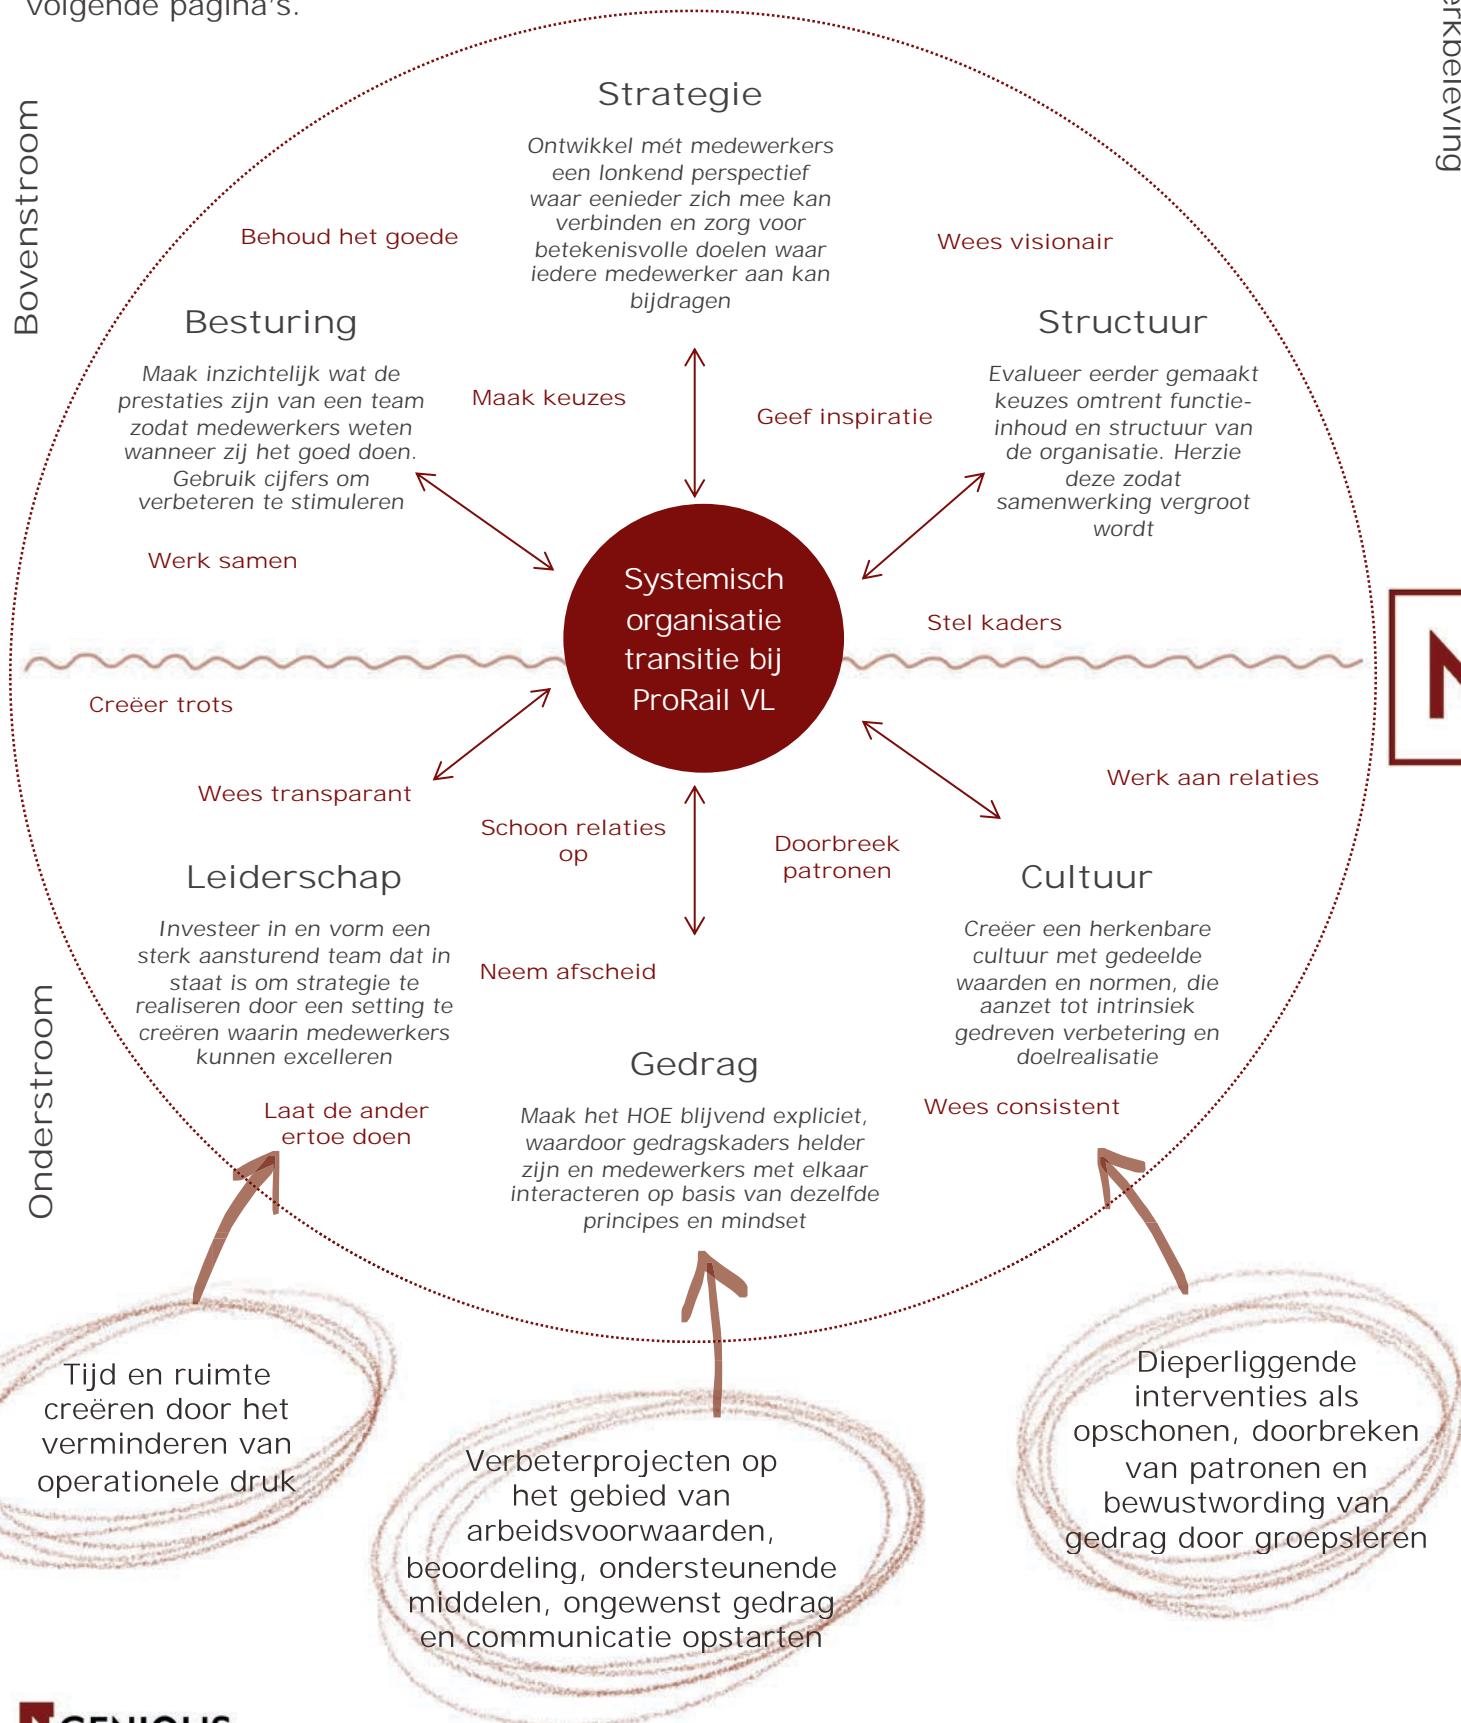 volgende pagina's.
erkbeleving
Bovenstroom
Strategie
Ontwikkel mét medewerkers
een lonkend perspectief
waar eenieder zich mee kan
verbinden en zorg voor
betekenisvolle doelen waar
iedere medewerker aan kan
bijdragen
Behoud het goede
Wees visionair
Besturing
Maak inzichtelijk wat de
prestaties zijn van een team
zodat medewerkers weten
wanneer zij het goed doen.
Gebruik cijfers om
verbeteren te stimuleren
Maak keuzes
Geef inspiratie
Structuur
Evalueer eerder gemaakt
keuzes omtrent functie-
inhoud en structuur van
de organisatie. Herzie
deze zodat
samenwerking vergroot
wordt
Werk samen
Systemisch
organisatie
transitie bij
ProRail VL
Stel kaders
N
Creëer trots
Wees transparant
Werk aan relaties
Schoon relaties
op
Doorbreek
patronen
Leiderschap
Investeer in en vorm een
sterk aansturend team dat in
staat is om strategie te
realiseren door een setting te
creëren waarin medewerkers
kunnen excelleren
Neem afscheid
Cultuur
Creëer een herkenbare
cultuur met gedeelde
waarden en normen, die
aanzet tot intrinsiek
gedreven verbetering en
doelrealisatie
Onderstroom
Gedrag
Maak het HOE blijvend expliciet,
waardoor gedragskaders helder
zijn en medewerkers met elkaar
interacteren op basis van dezelfde
principes en mindset
Laat de ander
ertoe doen
Wees consistent
Tijd en ruimte
creëren door het
verminderen van
operationele druk
Verbeterprojecten op
het gebied van
arbeidsvoorwaarden,
beoordeling, ondersteunende
middelen, ongewenst gedrag
en communicatie opstarten
Dieperliggende
interventies als
opschonen, doorbreken
van patronen en
bewustwording van
gedrag door groepsleren
NGENIOUS